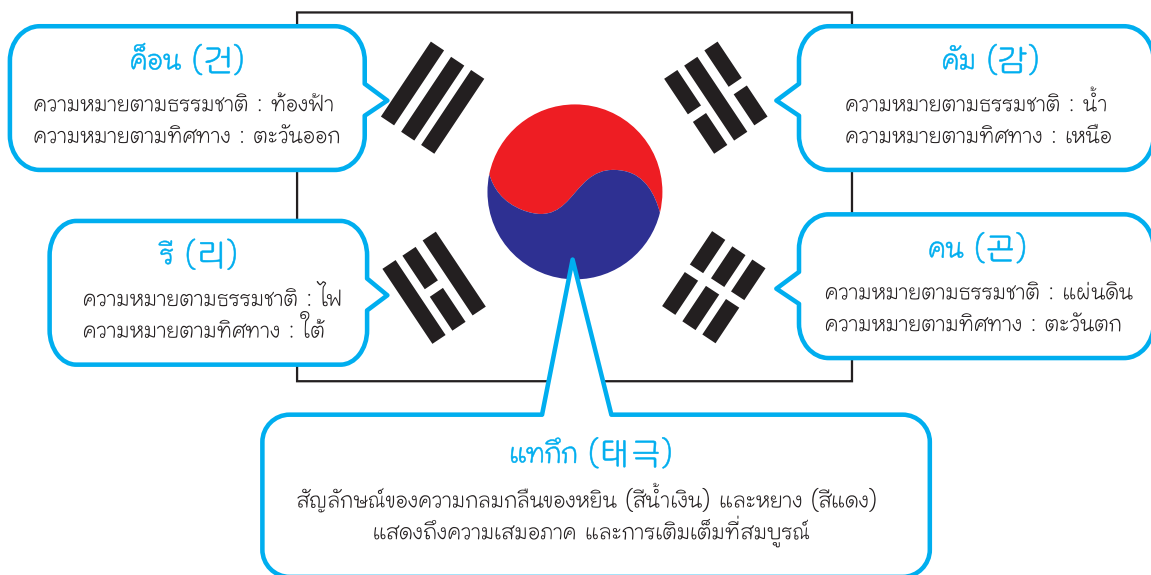 ค็อน (건)
ความหมายตามธรรมชาติ : ท้องฟ้า
ความหมายตามทิศทาง : ตะวันออก
คัม (감)
ความหมายตามธรรมชาติ : น้ำ
ความหมายตามทิศทาง : เหนือ
รี (리)
ความหมายตามธรรมชาติ : ไฟ
ความหมายตามทิศทาง : ใต้
คน (곤)
ความหมายตามธรรมชาติ : แผ่นดิน
ความหมายตามทิศทาง : ตะวันตก
แทกึก (태극)
สัญลักษณ์ของความกลมกลืนของหยิน (สีน้ำเงิน) และหยาง (สีแดง)
แสดงถึงความเสมอภาค และการเติมเต็มที่สมบูรณ์